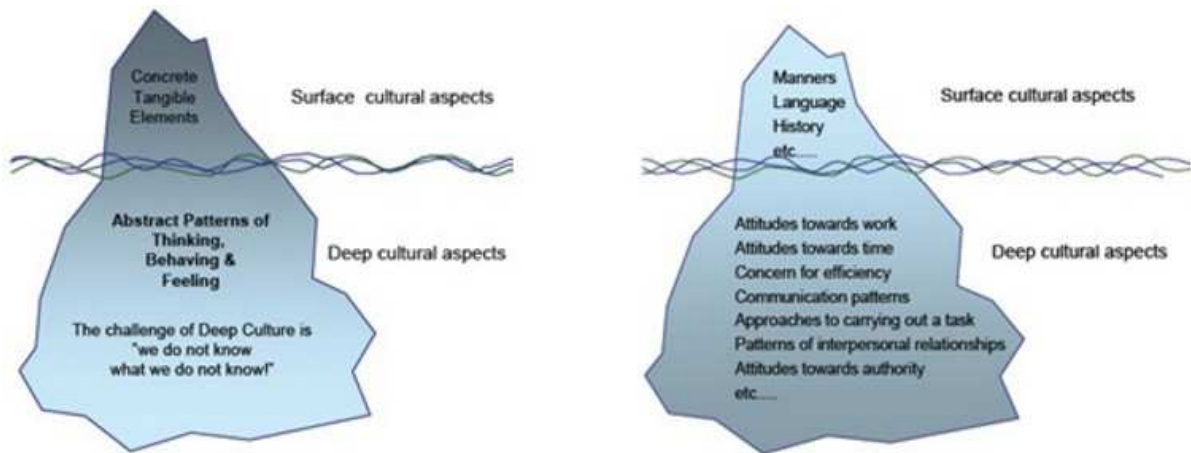 Concrete
Tangible
Elements
Surface cultural aspects
Abstract Patterns of
Thinking,
Behaving &
Feeling
Deep cultural aspects
The challenge of Deep Culture is
"we do not know
what we do not know!"
Manners
Language
History
etc.....
Surface cultural aspects
Attitudes towards work
Attitudes towards time
Concern for efficiency
Communication patterns
Approaches to carrying out a task
Patterns of interpersonal relationships
Attitudes towards authority
etc.....
Deep cultural aspects